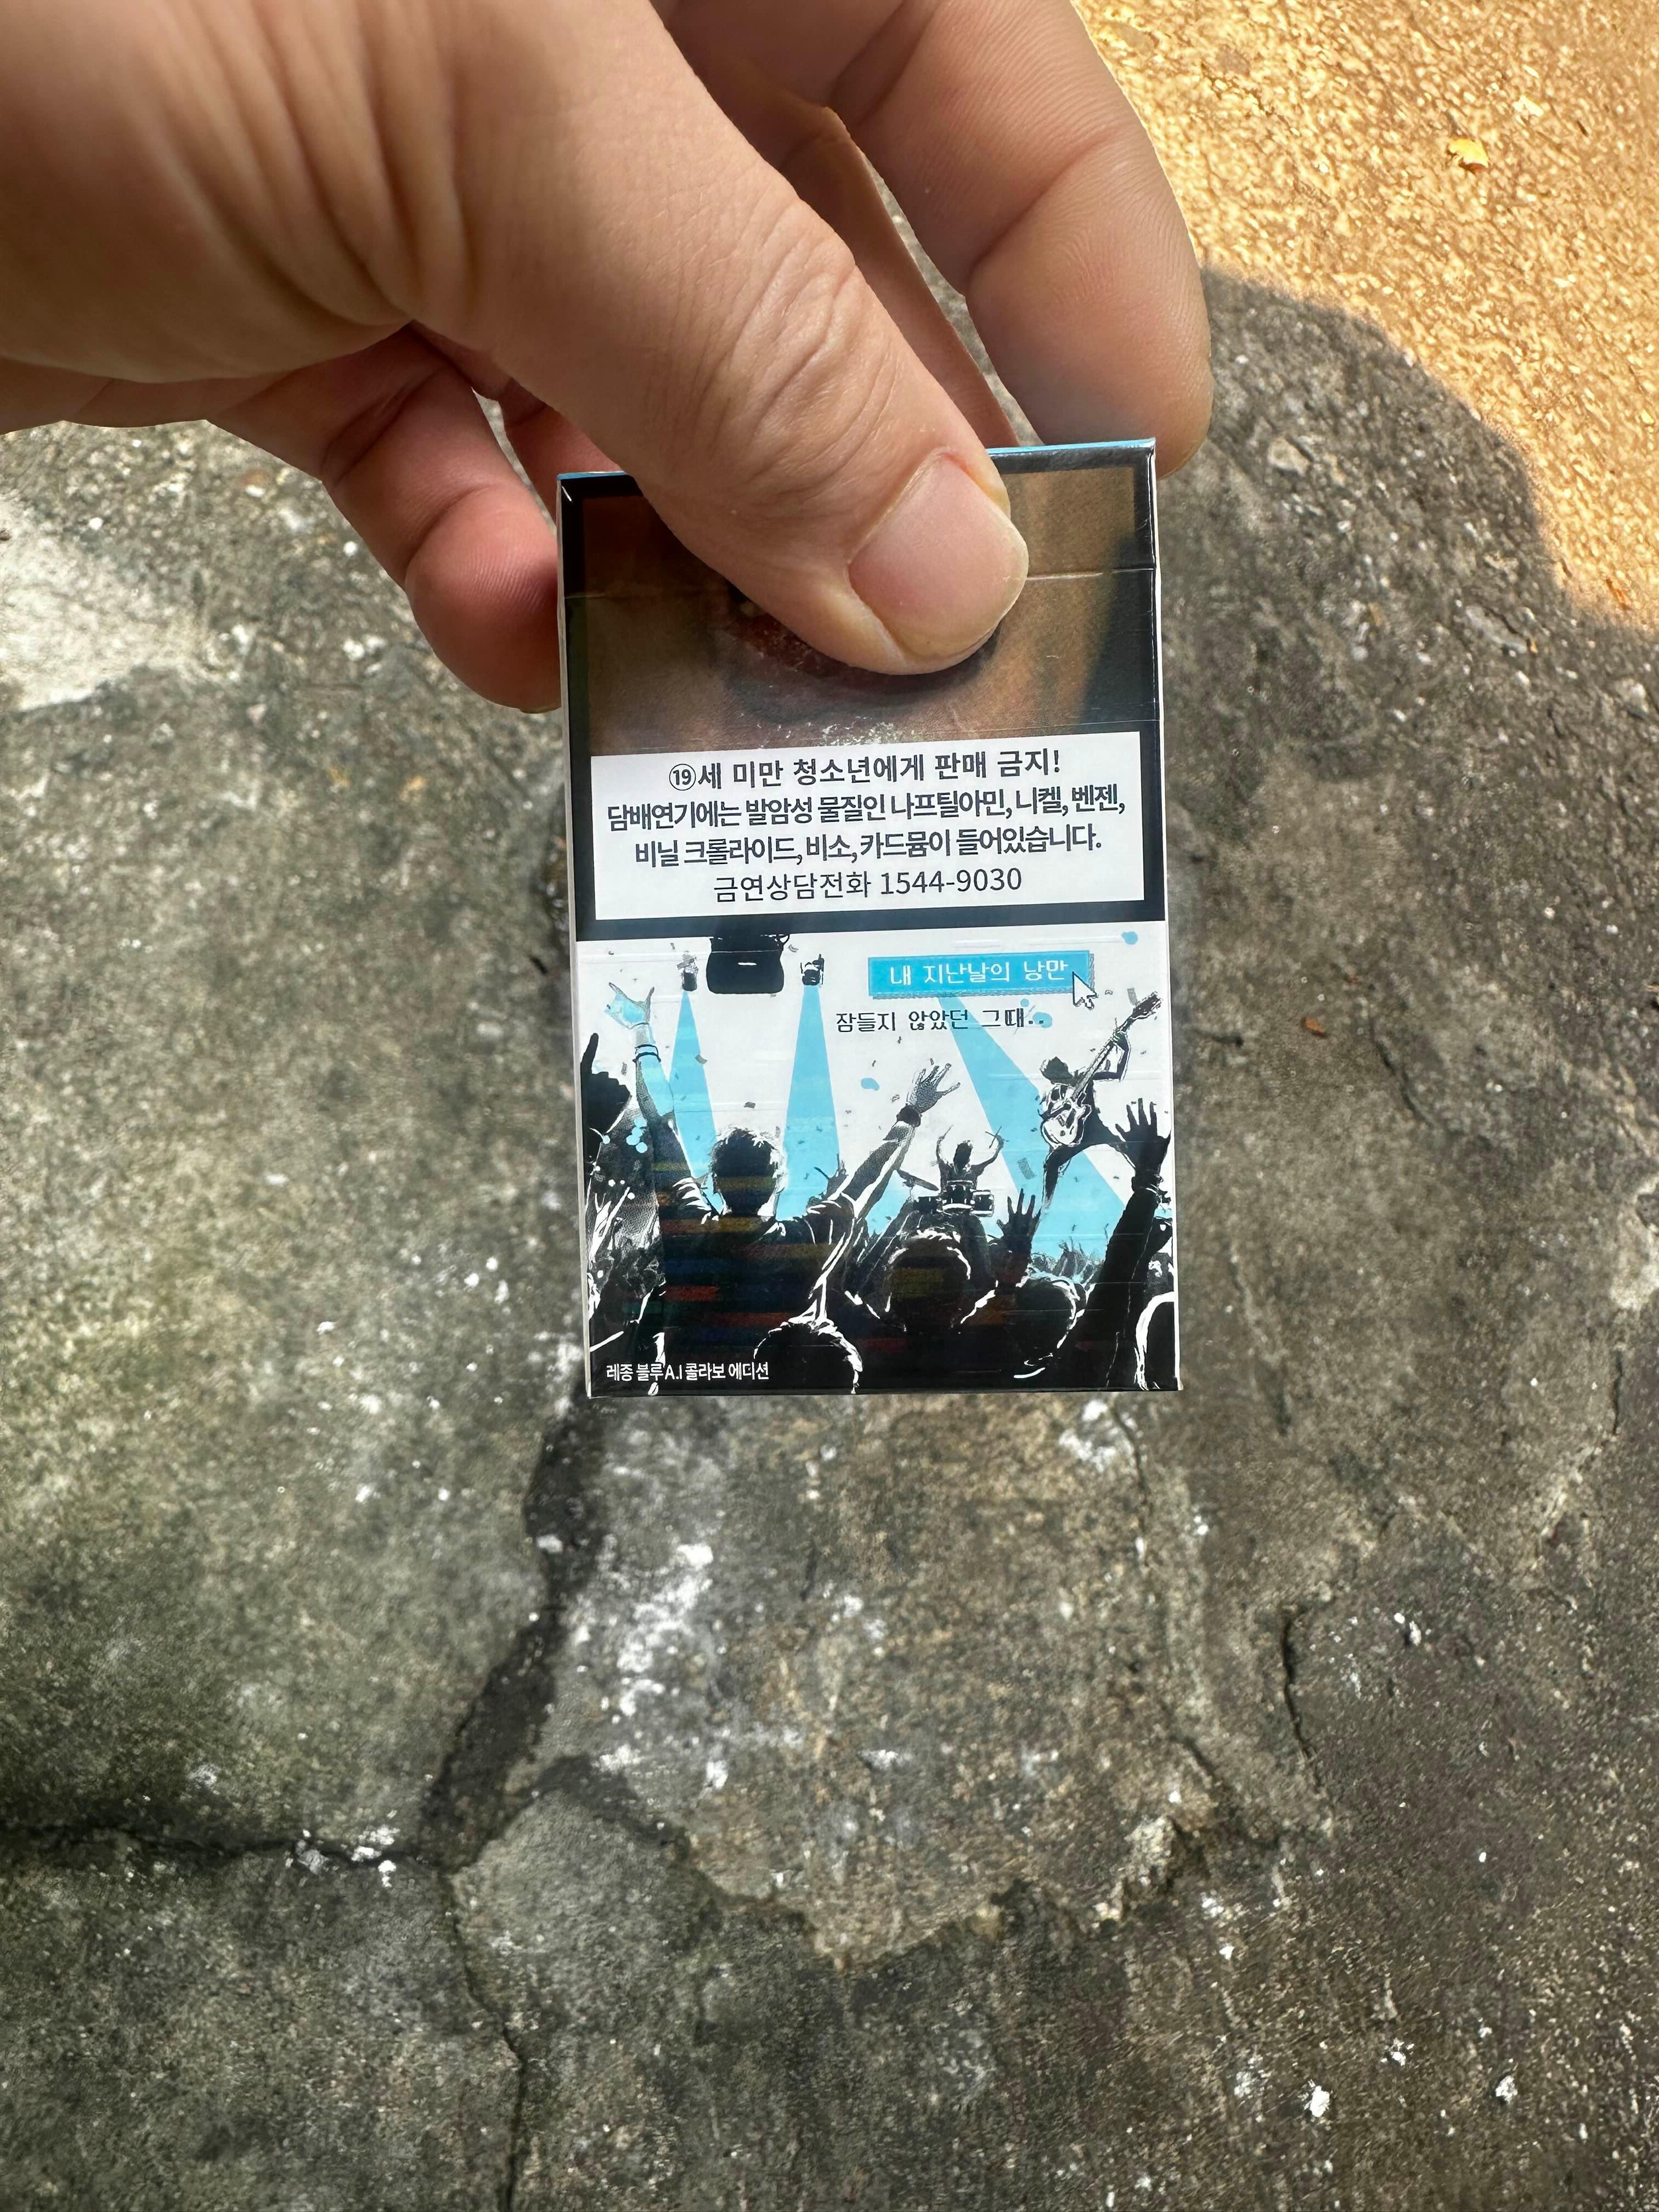 ⑲세 미만 청소년에게 판매 금지!
담배연기에는 발암성 물질인 나프틸아민, 니켈, 벤젠,
비닐 크롤라이드, 비소, 카드뮴이 들어있습니다.
금연상담전화 1544-9030
내 지난날의 낭만
잠들지 않았던 그때..
레종 블루 A.I 콜라보 에디션